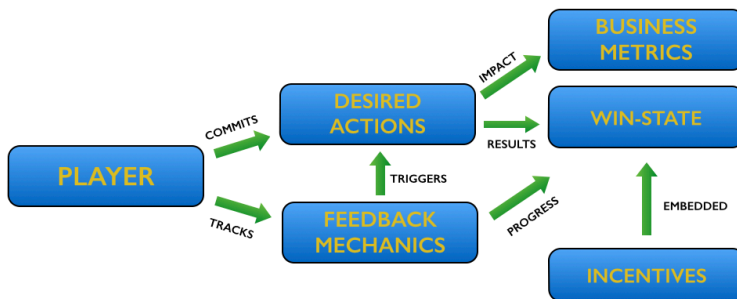 BUSINESS
METRICS
IMPACT
DESIRED
ACTIONS
WIN-STATE
COMMITS
RESULTS
PLAYER
TRIGGERS
TRACKS
FEEDBACK
MECHANICS
PROGRESS
EMBEDDED
INCENTIVES